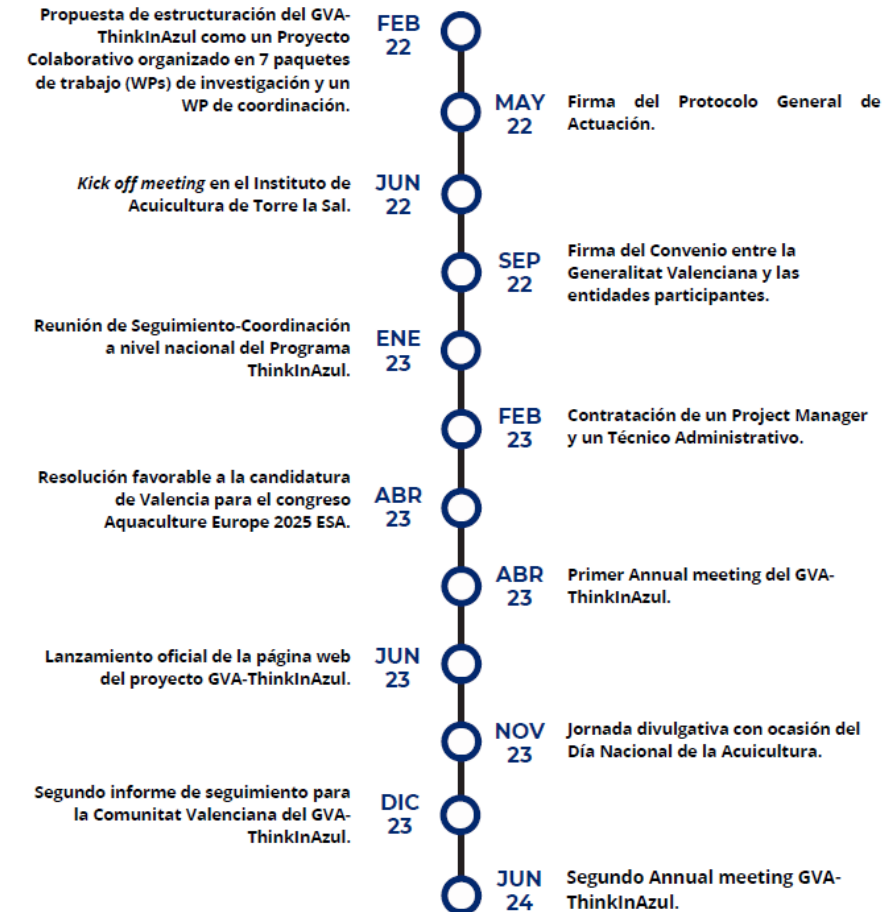 Propuesta de estructuración del GVA-
ThinkInAzul como un Proyecto
Colaborativo organizado en 7 paquetes
de trabajo (WPs) de investigación y un
WP de coordinación.
FEB
22
MAY
22
Firma del Protocolo General de
Actuación.
Kick off meeting en el Instituto de
Acuicultura de Torre la Sal.
JUN
22
SEP
22
Firma del Convenio entre la
Generalitat Valenciana y las
entidades participantes.
Reunión de Seguimiento-Coordinación
a nivel nacional del Programa
ThinkInAzul.
ENE
23
FEB
23
Contratación de un Project Manager
y un Técnico Administrativo.
Resolución favorable a la candidatura
de Valencia para el congreso
Aquaculture Europe 2025 ESA.
ABR
23
ABR
23
Primer Annual meeting del GVA-
ThinkInAzul.
Lanzamiento oficial de la página web
del proyecto GVA-ThinkInAzul.
JUN
23
NOV
23
Jornada divulgativa con ocasión del
Día Nacional de la Acuicultura.
Segundo informe de seguimiento para
la Comunitat Valenciana del GVA-
ThinkInAzul.
DIC
23
JUN
24
Segundo Annual meeting GVA-
ThinkInAzul.